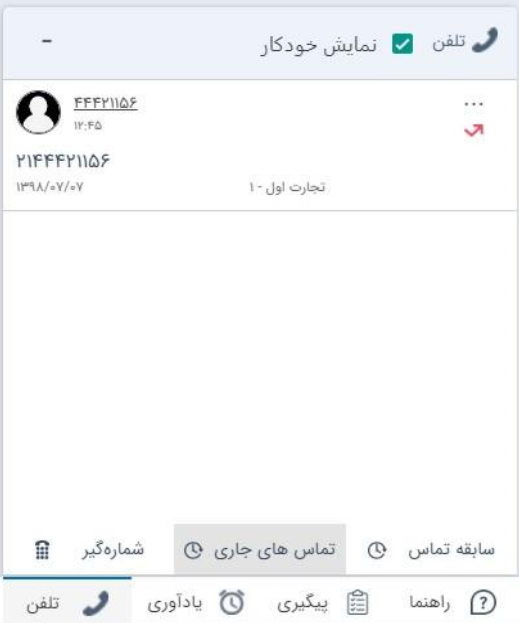 تلفن نمایش خودکار -
۴۴۴۲۱۱۵۶ ...
۱۲:۴۵
۲۱۴۴۴۲۱۱۵۶
تجارت اول - ۱ ۱۳۹۸/۰۷/۰۷
سابقه تماس تماس های جاری شماره‌گیر
راهنما پیگیری یادآوری تلفن